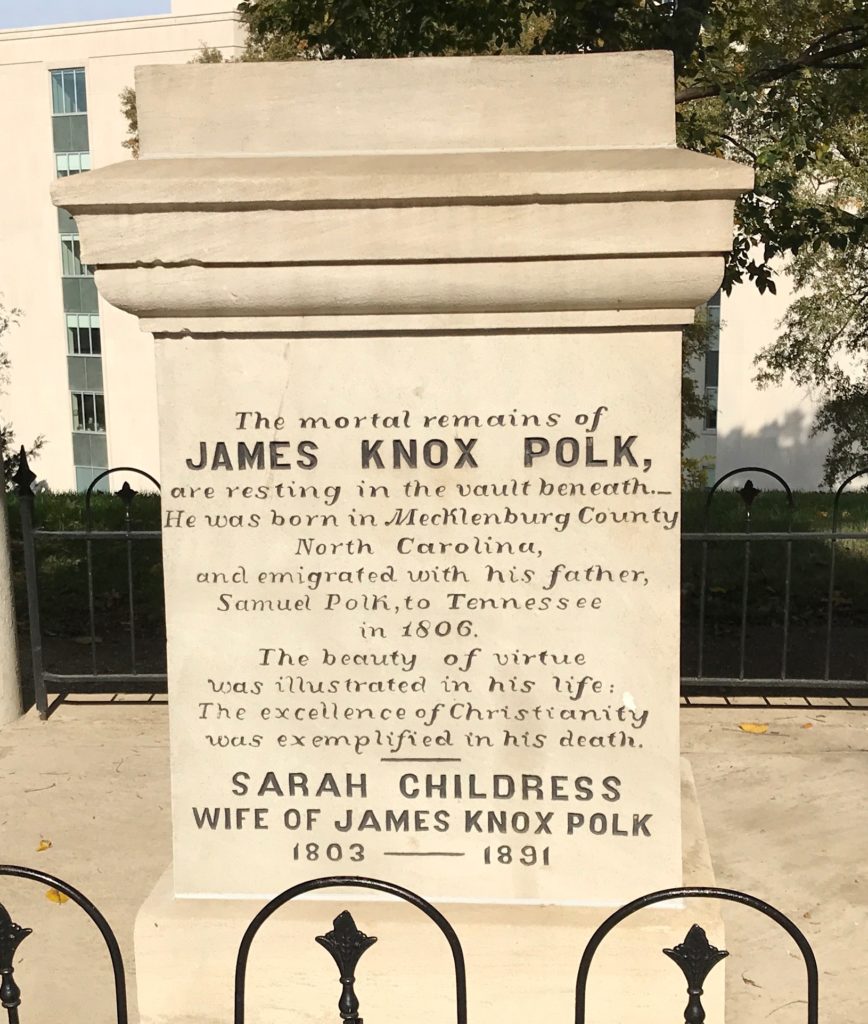 The mortal remains of
JAMES KNOX POLK,
are resting in the vault beneath._
He was born in Mecklenburg County
North Carolina,
and emigrated with his father,
Samuel Polk, to Tennessee
in 1806.
The beauty of virtue
was illustrated in his life:
The excellence of Christianity
was exemplified in his death.
SARAH CHILDRESS
WIFE OF JAMES KNOX POLK
1803 — 1891